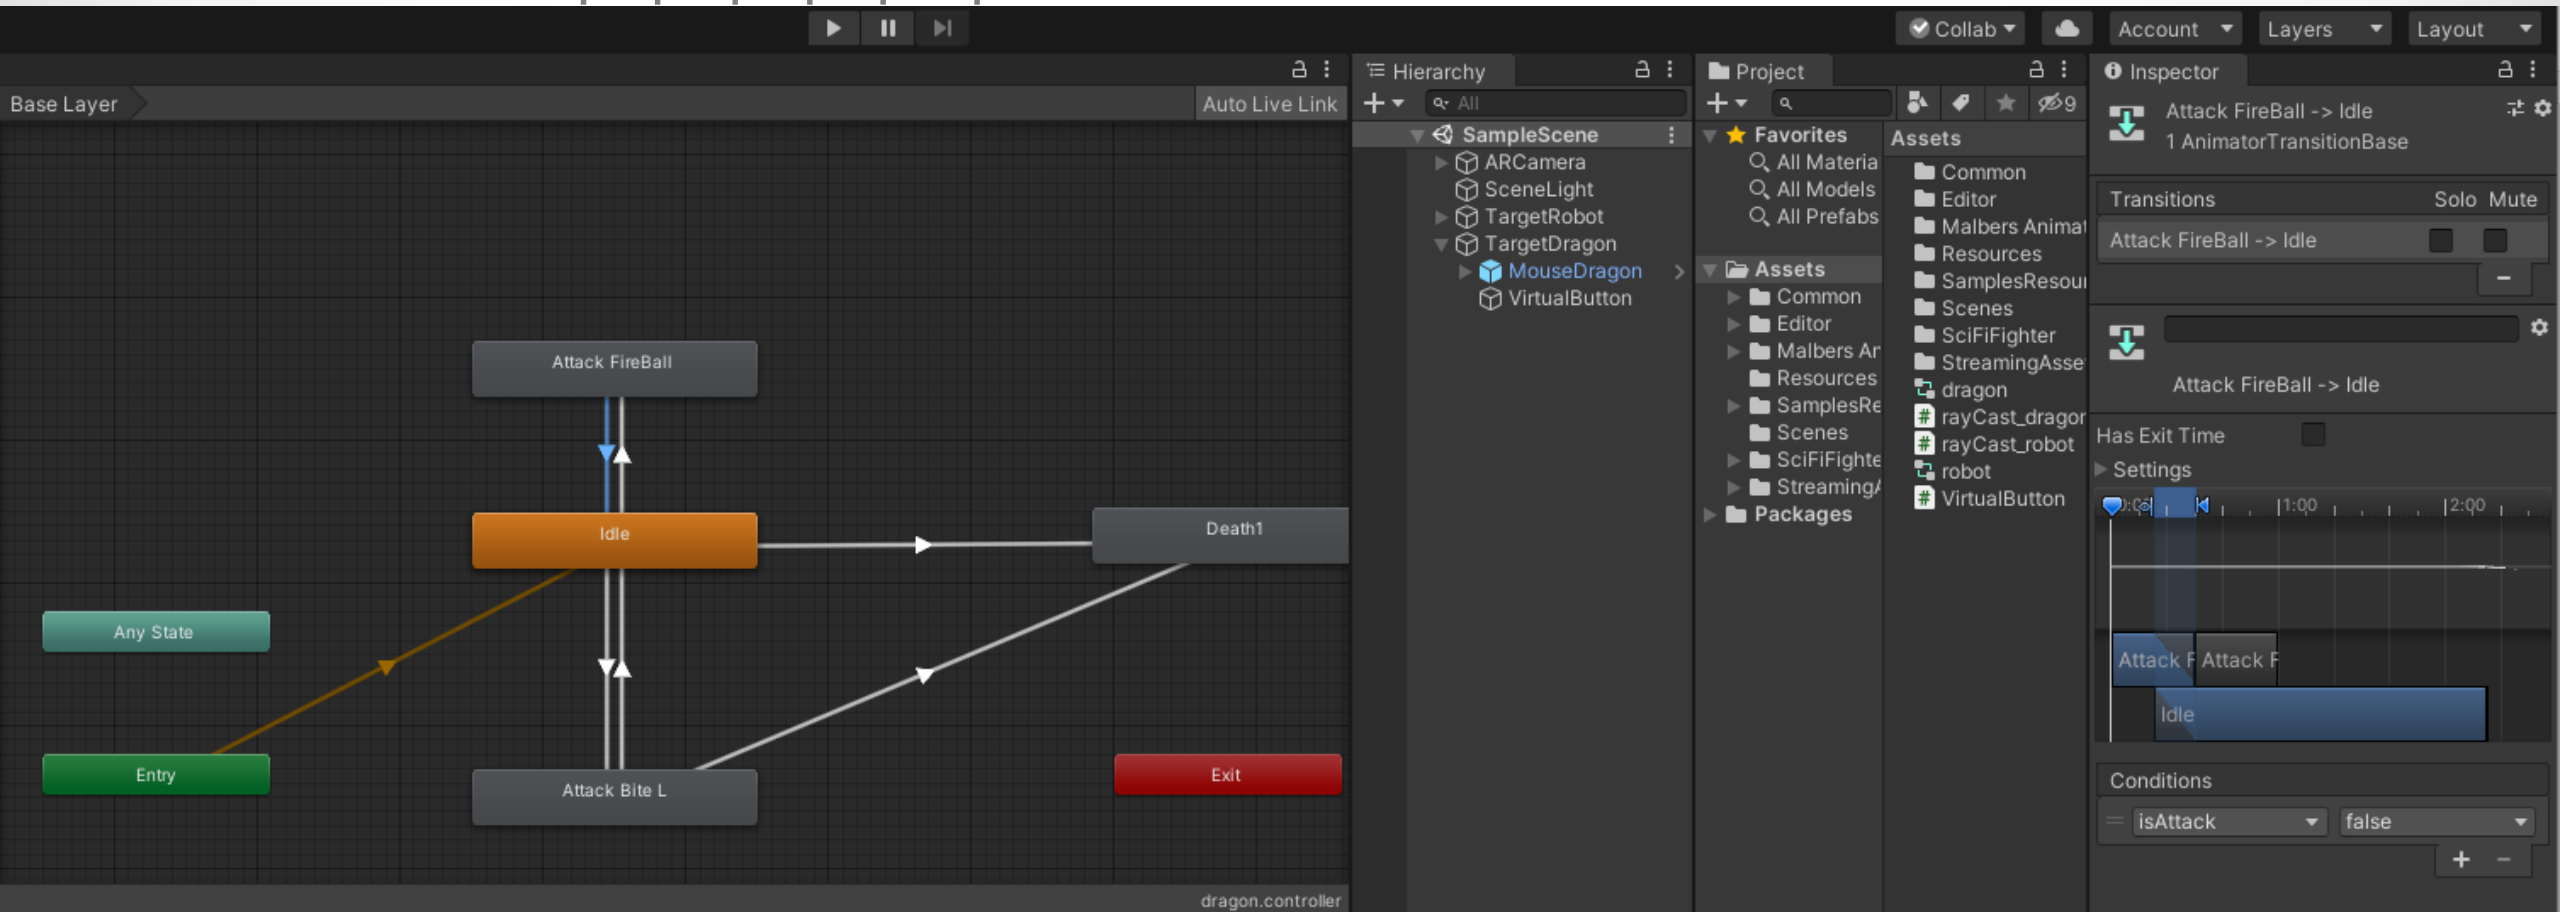 Collab
Account
Layers
Layout
Base Layer
Auto Live Link
Attack FireBall
Idle
Death1
Any State
Entry
Attack Bite L
Exit
dragon.controller
Hierarchy
All
SampleScene
ARCamera
SceneLight
TargetRobot
TargetDragon
MouseDragon
VirtualButton
Project
9
Favorites
All Materia
All Models
All Prefabs
Assets
Common
Editor
Malbers Ar
Resources
SamplesRe
Scenes
SciFiFighte
StreamingA
Packages
Assets
Common
Editor
Malbers Animat
Resources
SamplesResour
Scenes
SciFiFighter
StreamingAsse
dragon
# rayCast_dragon
# rayCast_robot
robot
# VirtualButton
Inspector
Attack FireBall -> Idle
1 AnimatorTransitionBase
Transitions Solo Mute
Attack FireBall -> Idle
Attack FireBall -> Idle
Has Exit Time
Settings
1:00 2:00
Attack F Attack F
Idle
Conditions
isAttack false